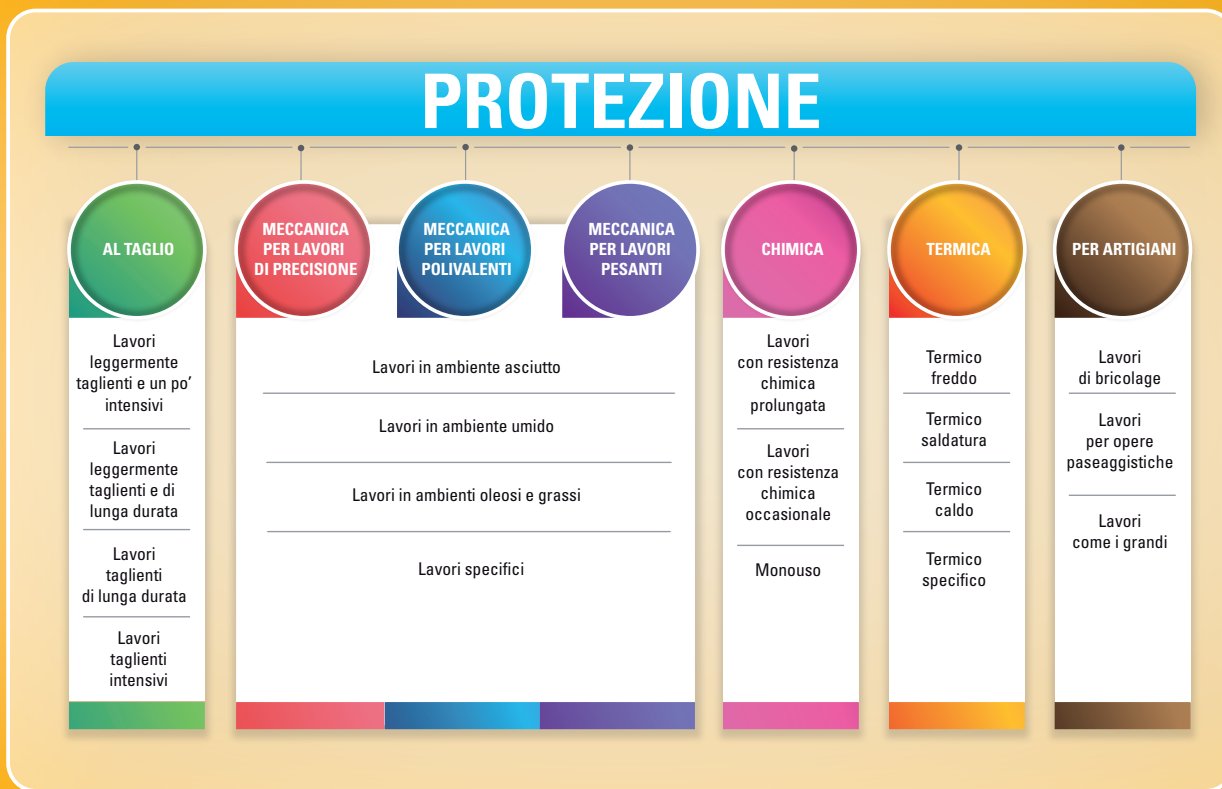 PROTEZIONE
AL TAGLIO
MECCANICA
PER LAVORI
DI PRECISIONE
MECCANICA
PER LAVORI
POLIVALENTI
MECCANICA
PER LAVORI
PESANTI
CHIMICA
TERMICA
PER ARTIGIANI
Lavori
leggermente
taglienti e un po’
intensivi
Lavori
leggermente
taglienti e di
lunga durata
Lavori
taglienti
di lunga durata
Lavori
taglienti
intensivi
Lavori in ambiente asciutto
Lavori in ambiente umido
Lavori in ambienti oleosi e grassi
Lavori specifici
Lavori
con resistenza
chimica
prolungata
Lavori
con resistenza
chimica
occasionale
Monouso
Termico
freddo
Termico
saldatura
Termico
caldo
Termico
specifico
Lavori
di bricolage
Lavori
per opere
paseaggistiche
Lavori
come i grandi